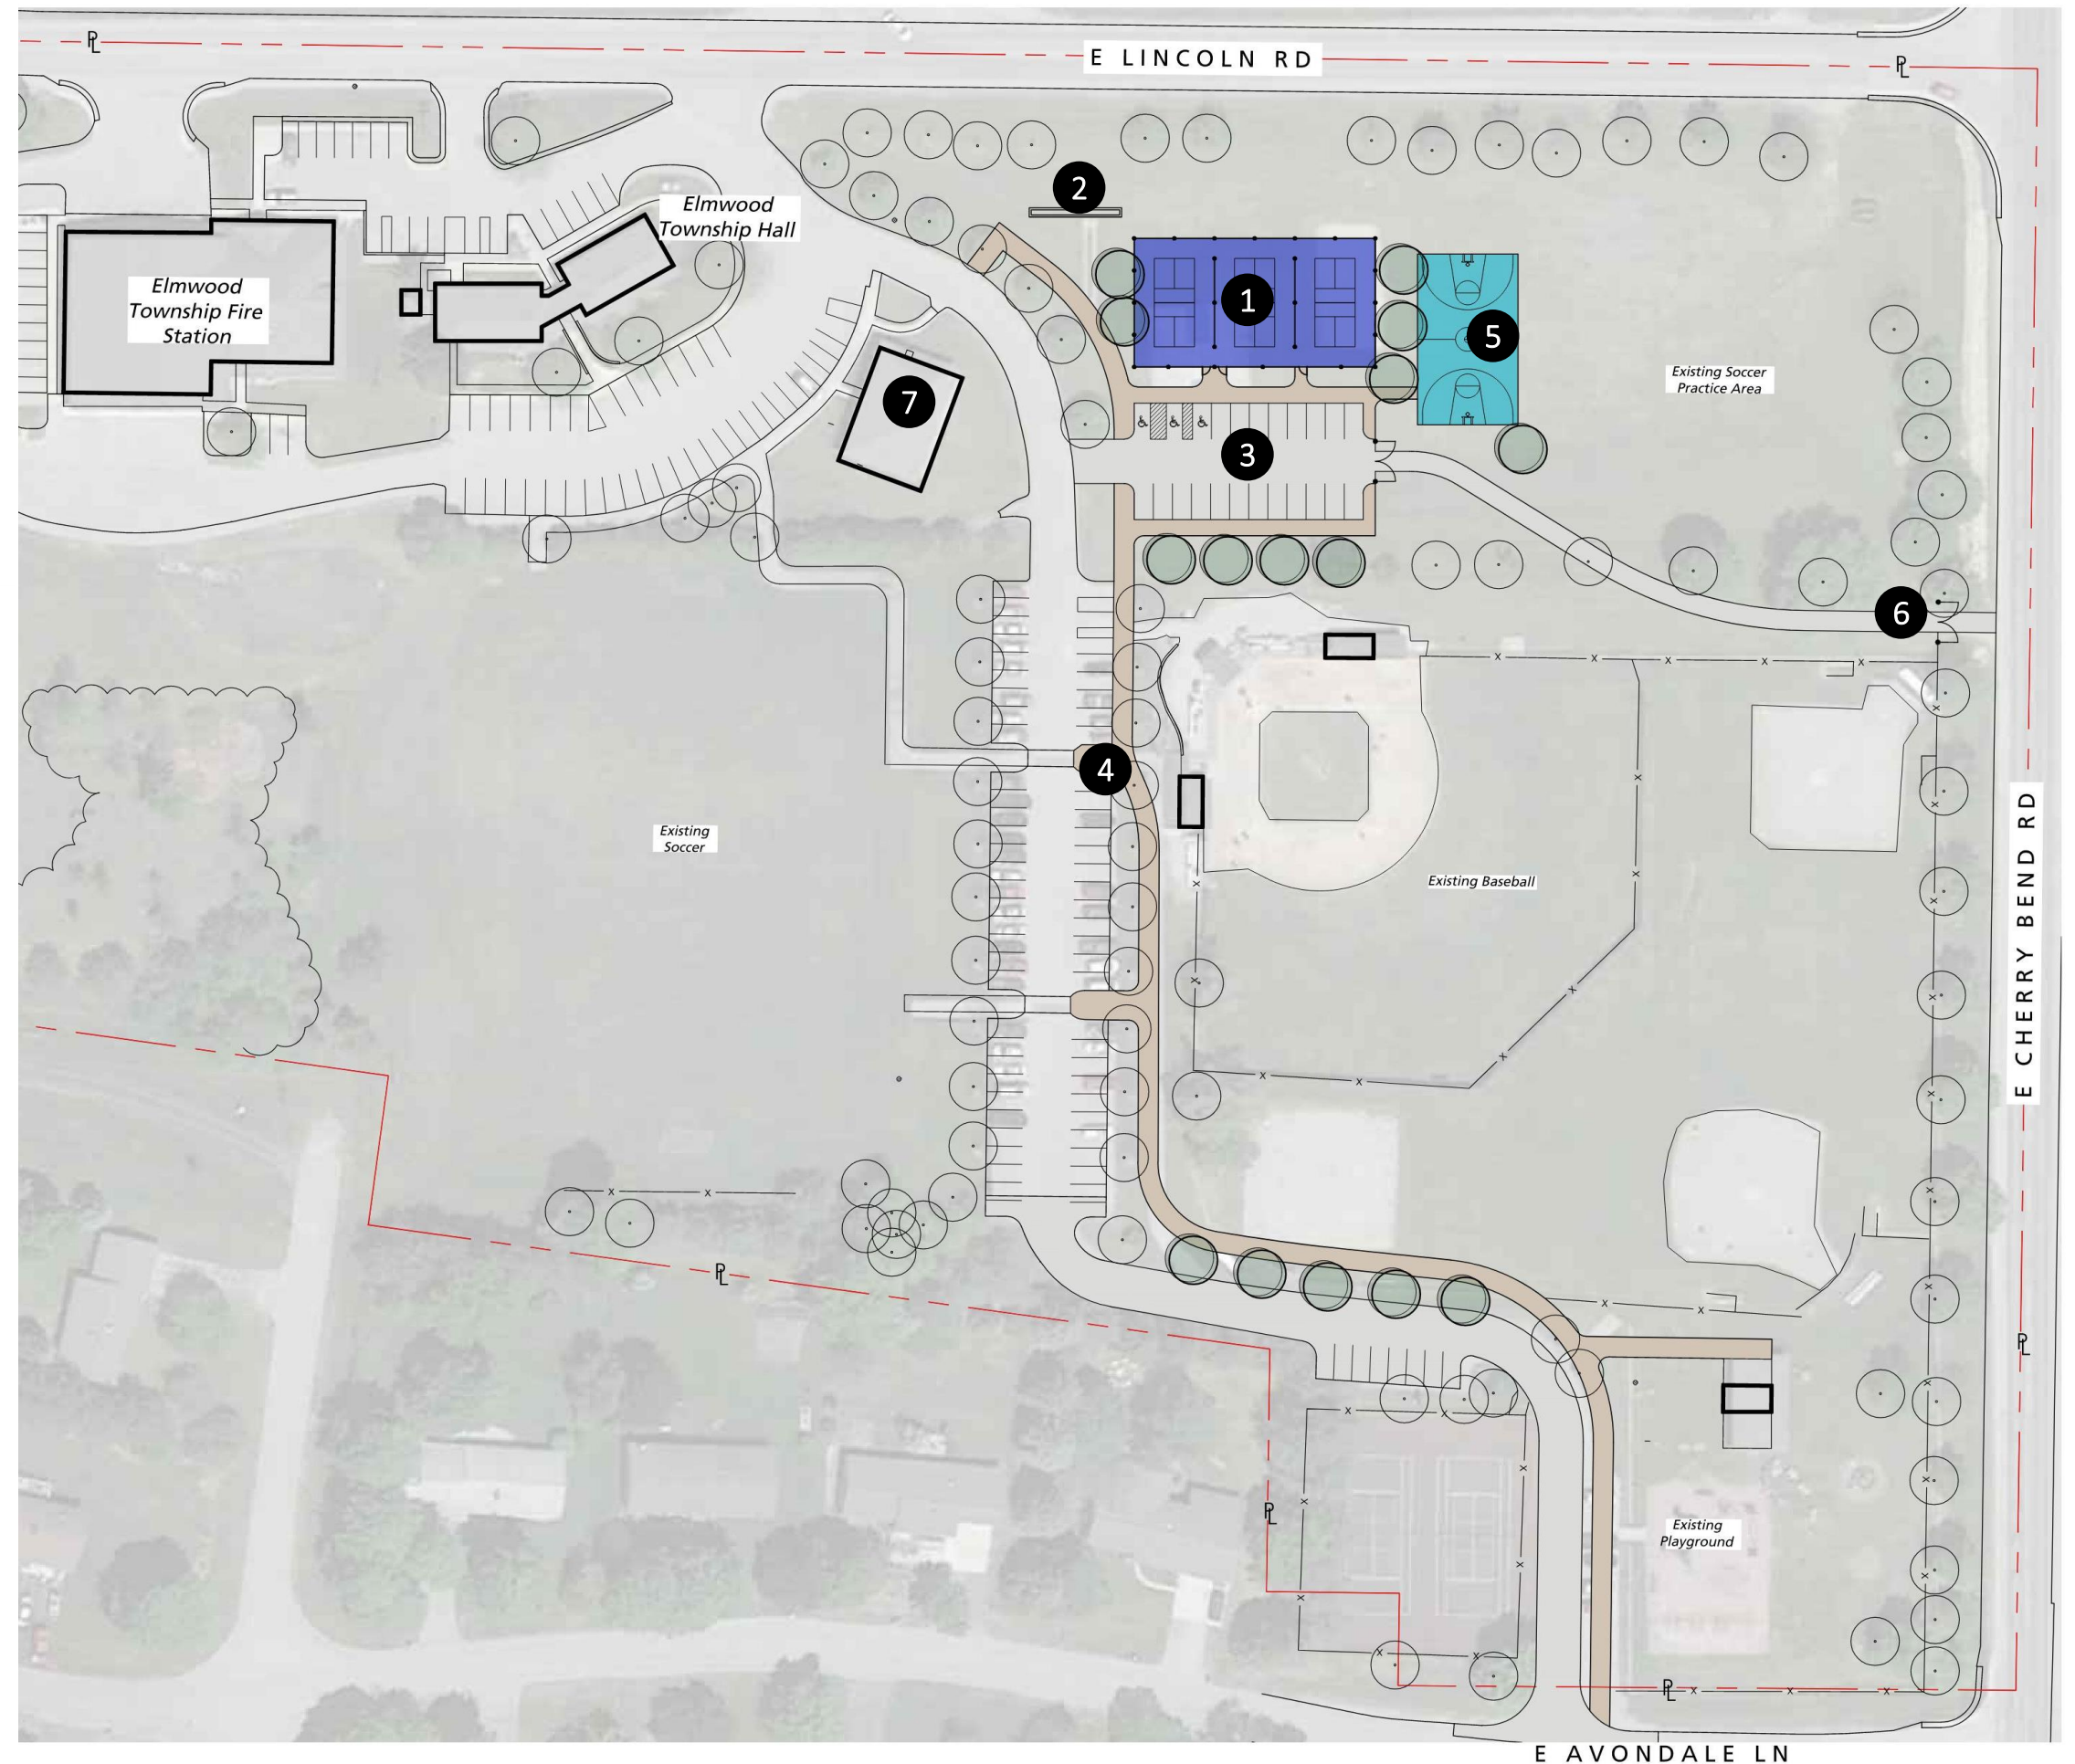 PL
E LINCOLN RD
PL
2
Elmwood
Township Hall
Elmwood
Township Fire
Station
1
5
Existing Soccer
Practice Area
7
3
6
4
Existing
Soccer
Existing Baseball
E CHERRY BEND RD
PL
PL
PL
Existing
Playground
PL
E AVONDALE LN